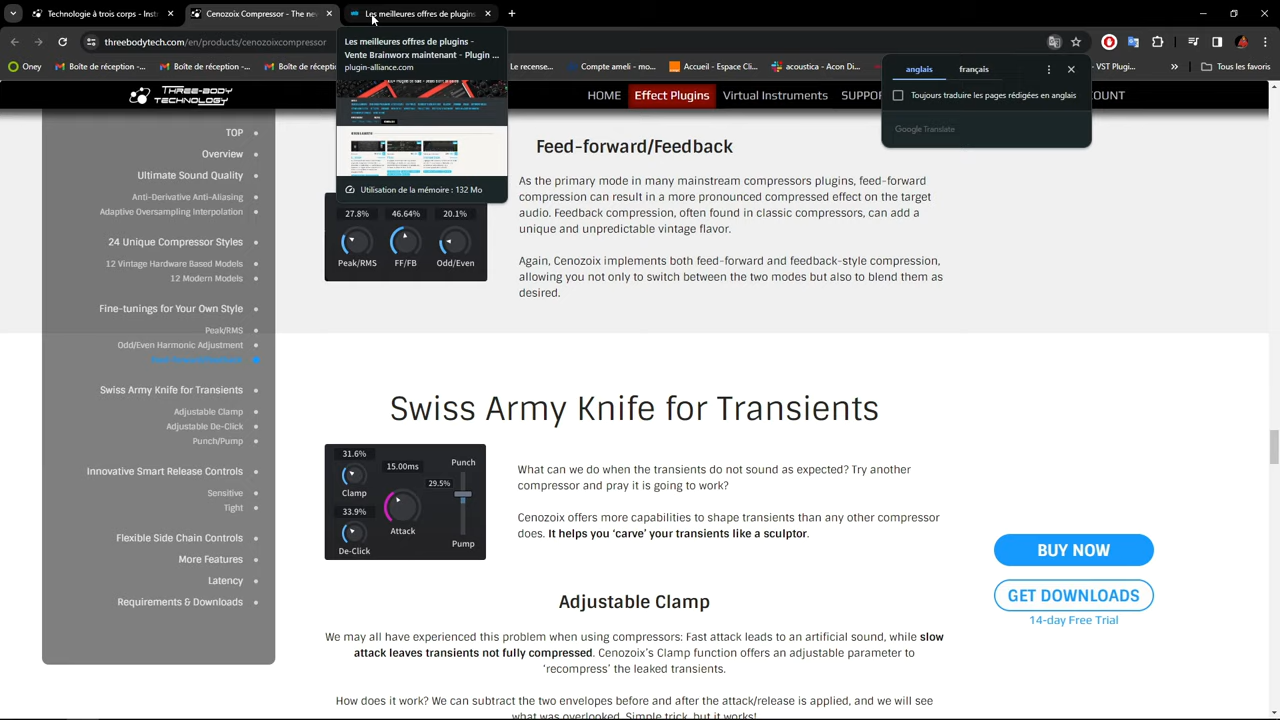 Technologie à trois corps - Inst
Cenozoix Compressor - The new
Les meilleures offres de plugins
threebodytech.com/en/products/cenozoixcompressor
Les meilleures offres de plugins -
Vente Brainworx maintenant - Plugin ...
plugin-alliance.com
Utilisation de la mémoire : 132 Mo
Onrey
Boîte de réception -...
Boîte de réception -...
Boîte de réception -...
Le recense...
Compte ameli - mo...
Accueil - Espace Cli...
NT Plug...
Tous les favoris
anglais
français
Toujours traduire les pages rédigées en anglais
Google Translate
THREE-BODY
TECHNOLOGY
HOME
Effect Plugins
Virtual Instruments
TOP
Overview
Ultimate Sound Quality
Anti-Derivative Anti-Aliasing
Adaptive Oversampling Interpolation
24 Unique Compressor Styles
12 Vintage Hardware Based Models
12 Modern Models
Fine-tunings for Your Own Style
Peak/RMS
Odd/Even Harmonic Adjustment
Swiss Army Knife for Transients
Adjustable Clamp
Adjustable De-Click
Punch/Pump
Innovative Smart Release Controls
Sensitive
Tight
Flexible Side Chain Controls
More Features
Latency
Requirements & Downloads
27.8%
46.64%
20.1%
Peak/RMS
FF/FB
Odd/Even
Feed-forward/Feedback
As the primary mode in many mainstream compressor plugins, feed-forward
compression can result in a more pronounced compressed effect on the target
audio. Feedback compression, often found in classic compressors, can add a
unique and unpredictable vintage flavor.
Again, Cenozoix implements both feed-forward and feedback-style compression,
allowing you not only to switch between the two modes but also to blend them as
desired.
Swiss Army Knife for Transients
31.6%
15.00ms
Punch
29.5%
Clamp
33.9%
Attack
De-Click
Pump
What can we do when the transients do not sound as expected? Try another
compressor and pray it is going to work?
Cenozoix offers more capabilities to shape transients than any other compressor
does. It helps you ‘carve’ your transients like a sculptor.
BUY NOW
GET DOWNLOADS
14-day Free Trial
Adjustable Clamp
We may all have experienced this problem when using compressors: Fast attack leads to an artificial sound, while slow
attack leaves transients not fully compressed. Cenozoix’s Clamp function offers an adjustable parameter to
‘recompress’ the leaked transients.
How does it work? We can subtract the two envelopes before and after the attack/release is applied, and we will see
what was overlooked. Simple trick, but it works!